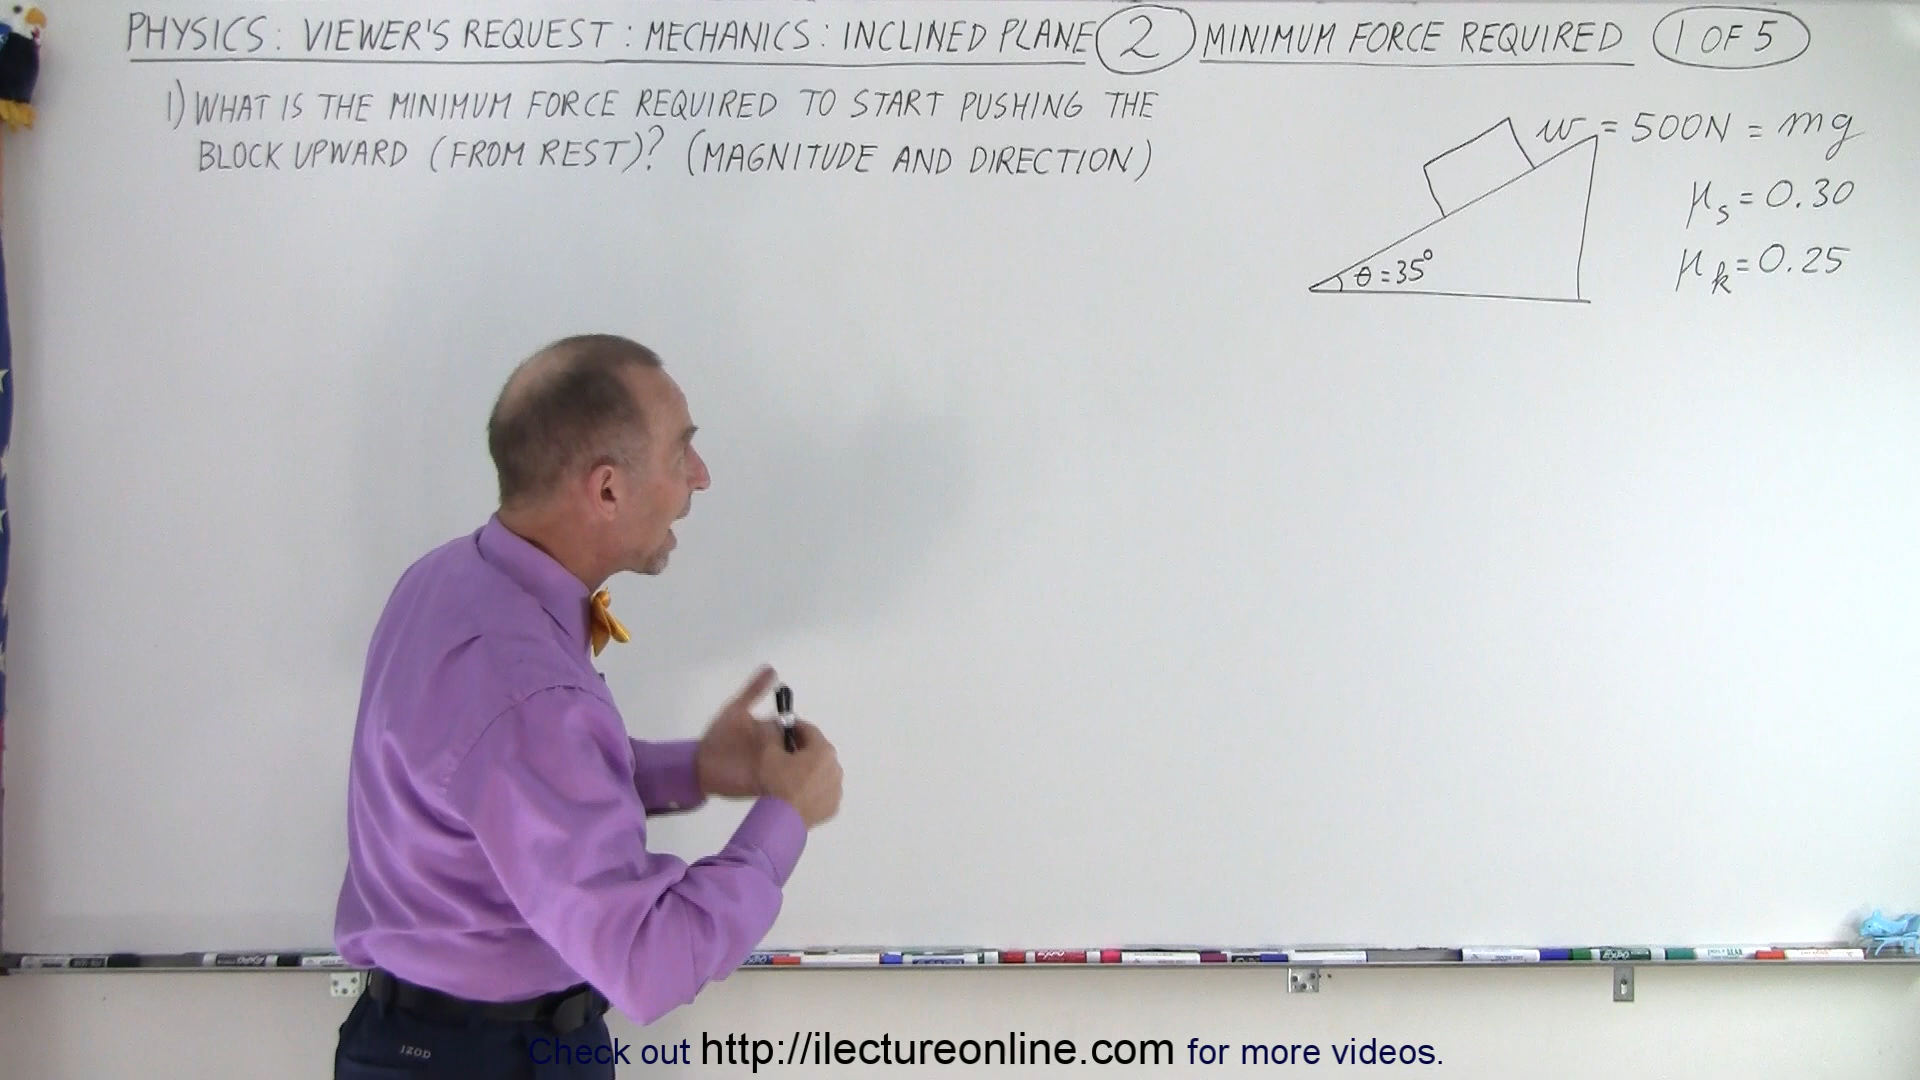 PHYSICS: VIEWER'S REQUEST: MECHANICS: INCLINED PLANE 2 MINIMUM FORCE REQUIRED 1 OF 5
1) WHAT IS THE MINIMUM FORCE REQUIRED TO START PUSHING THE
BLOCK UPWARD (FROM REST)? (MAGNITUDE AND DIRECTION)
w = 500N = mg
μs = 0.30
μk = 0.25
θ = 35°
IZOD
Check out http://ilectureonline.com for more videos.